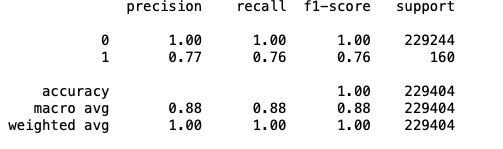 precision recall f1-score support
0 1.00 1.00 1.00 229244
1 0.77 0.76 0.76 160
accuracy 1.00 229404
macro avg 0.88 0.88 0.88 229404
weighted avg 1.00 1.00 1.00 229404